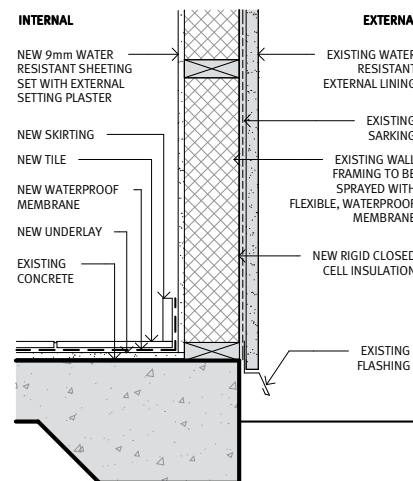 INTERNAL
EXTERNA
NEW 9mm WATER
RESISTANT SHEETING
SET WITH EXTERNAL
SETTING PLASTER
NEW SKIRTING
NEW TILE
NEW WATERPROOF
MEMBRANE
NEW UNDERLAY
EXISTING
CONCRETE
EXISTING WATER
RESISTANT
EXTERNAL LINING
EXISTING
SARKING
EXISTING WALL
FRAMING TO BE
SPRAYED WITH
FLEXIBLE, WATERPROOF
MEMBRANE
NEW RIGID CLOSED
CELL INSULATION
EXISTING
FLASHING